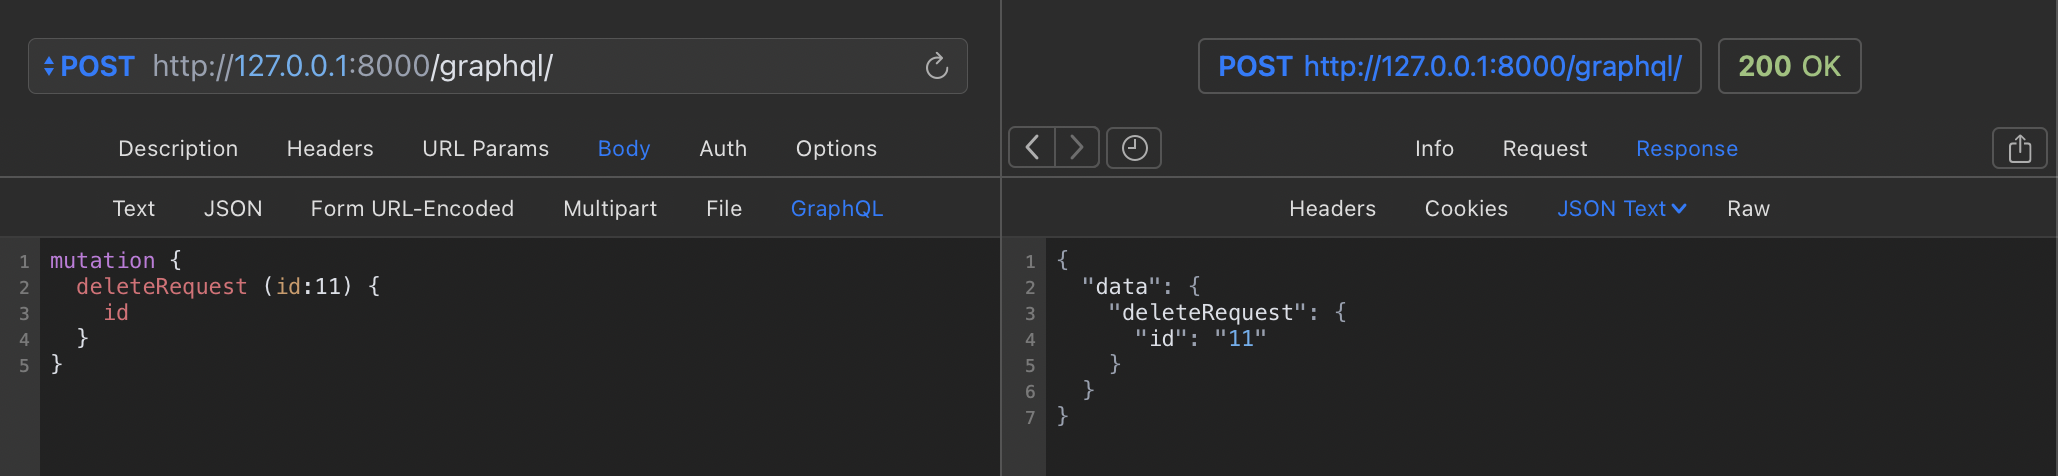 POST http://127.0.0.1:8000/graphql/
Description Headers URL Params Body Auth Options
Text JSON Form URL-Encoded Multipart File GraphQL
1 mutation {
2 deleteRequest (id:11) {
3 id
4 }
5 }
POST http://127.0.0.1:8000/graphql/ 200 OK
Info Request Response
Headers Cookies JSON Text Raw
1 {
2 "data": {
3 "deleteRequest": {
4 "id": "11"
5 }
6 }
7 }